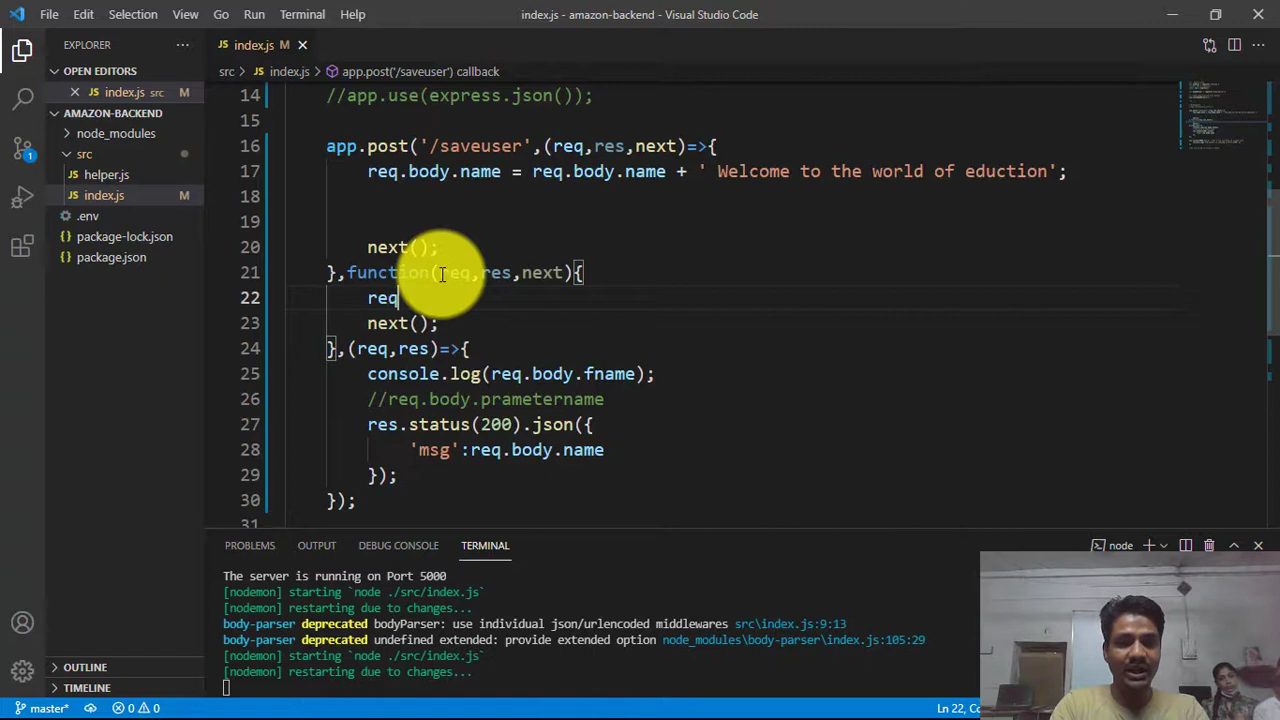 File Edit Selection View Go Run Terminal Help index.js - amazon-backend - Visual Studio Code
EXPLORER
OPEN EDITORS
index.js src
AMAZON-BACKEND
node_modules
src
helper.js
index.js M
.env
package-lock.json
package.json
OUTLINE
TIMELINE
index.js M
src > index.js > app.post('/saveuser') callback
14 //app.use(express.json());
15
16 app.post('/saveuser',(req,res,next)=>{
17 req.body.name = req.body.name + ' Welcome to the world of eduction';
18
19
20 next();
21 },function(req,res,next){
22 req
23 next();
24 },(req,res)=>{
25 console.log(req.body.fname);
26 //req.body.prametername
27 res.status(200).json({
28 'msg':req.body.name
29 });
30 });
31
PROBLEMS OUTPUT DEBUG CONSOLE TERMINAL node
The server is running on Port 5000
[nodemon] starting `node ./src/index.js`
[nodemon] restarting due to changes...
body-parser deprecated bodyParser: use individual json/urlencoded middlewares src\index.js:9:13
body-parser deprecated undefined extended: provide extended option node_modules\body-parser\index.js:105:29
[nodemon] starting `node ./src/index.js`
[nodemon] restarting due to changes...
master* 0 0 Ln 22,